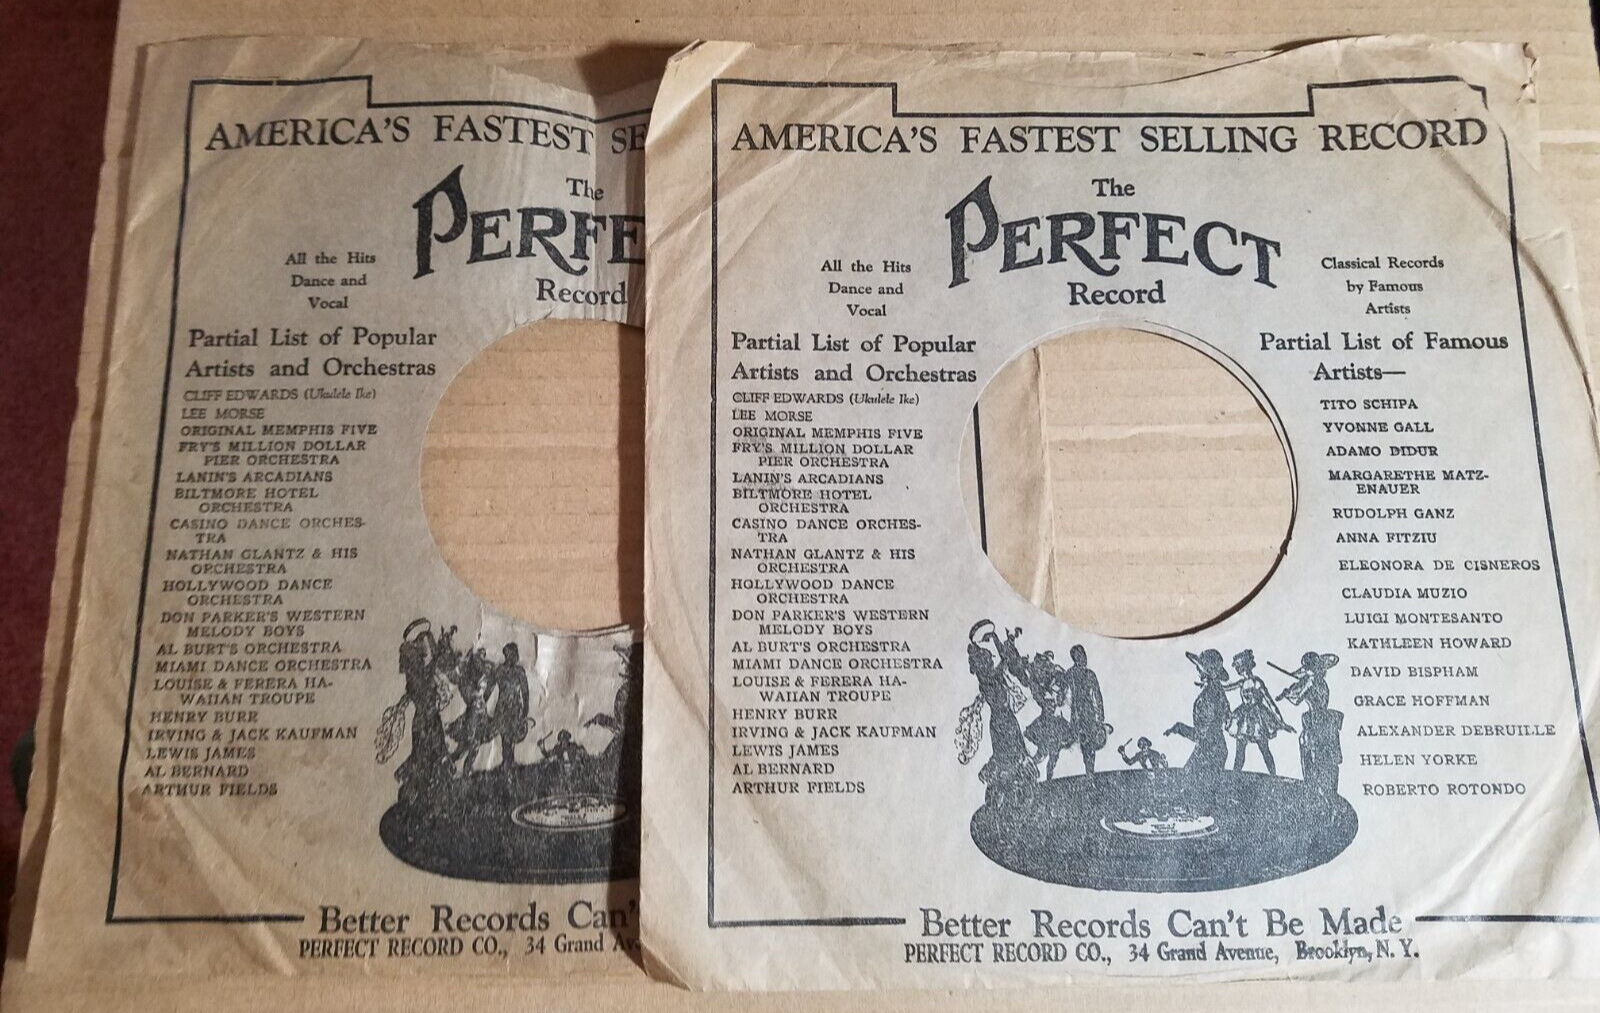 AMERICA'S FASTEST SE
The
PERFE
Record
All the Hits
Dance and
Vocal
Partial List of Popular
Artists and Orchestras
CLIFF EDWARDS (Ukulele Ike)
LEE MORSE
ORIGINAL MEMPHIS FIVE
FRY'S MILLION DOLLAR
PIER ORCHESTRA
LANIN'S ARCADIANS
BILTMORE HOTEL
ORCHESTRA
CASINO DANCE ORCHES-
TRA
NATHAN GLANTZ & HIS
ORCHESTRA
HOLLYWOOD DANCE
ORCHESTRA
DON PARKER'S WESTERN
MELODY BOYS
AL BURT'S ORCHESTRA
MIAMI DANCE ORCHESTRA
LOUISE & FERERA HA-
WAIIAN TROUPE
HENRY BURR
IRVING & JACK KAUFMAN
LEWIS JAMES
AL BERNARD
ARTHUR FIELDS
Better Records Can'
PERFECT RECORD CO., 34 Grand Av
AMERICA'S FASTEST SELLING RECORD
The
PERFECT
Record
All the Hits
Dance and
Vocal
Partial List of Popular
Artists and Orchestras
CLIFF EDWARDS (Ukulele Ike)
LEE MORSE
ORIGINAL MEMPHIS FIVE
FRY'S MILLION DOLLAR
PIER ORCHESTRA
LANIN'S ARCADIANS
BILTMORE HOTEL
ORCHESTRA
CASINO DANCE ORCHES-
TRA
NATHAN GLANTZ & HIS
ORCHESTRA
HOLLYWOOD DANCE
ORCHESTRA
DON PARKER'S WESTERN
MELODY BOYS
AL BURT'S ORCHESTRA
MIAMI DANCE ORCHESTRA
LOUISE & FERERA HA-
WAIIAN TROUPE
HENRY BURR
IRVING & JACK KAUFMAN
LEWIS JAMES
AL BERNARD
ARTHUR FIELDS
Classical Records
by Famous
Artists
Partial List of Famous
Artists—
TITO SCHIPA
YVONNE GALL
ADAMO DIDUR
MARGARETHE MATZ-
ENAUER
RUDOLPH GANZ
ANNA FITZIU
ELEONORA DE CISNEROS
CLAUDIA MUZIO
LUIGI MONTESANTO
KATHLEEN HOWARD
DAVID BISPHAM
GRACE HOFFMAN
ALEXANDER DEBRUILLE
HELEN YORKE
ROBERTO ROTONDO
Better Records Can't Be Made
PERFECT RECORD CO., 34 Grand Avenue, Brooklyn, N. Y.